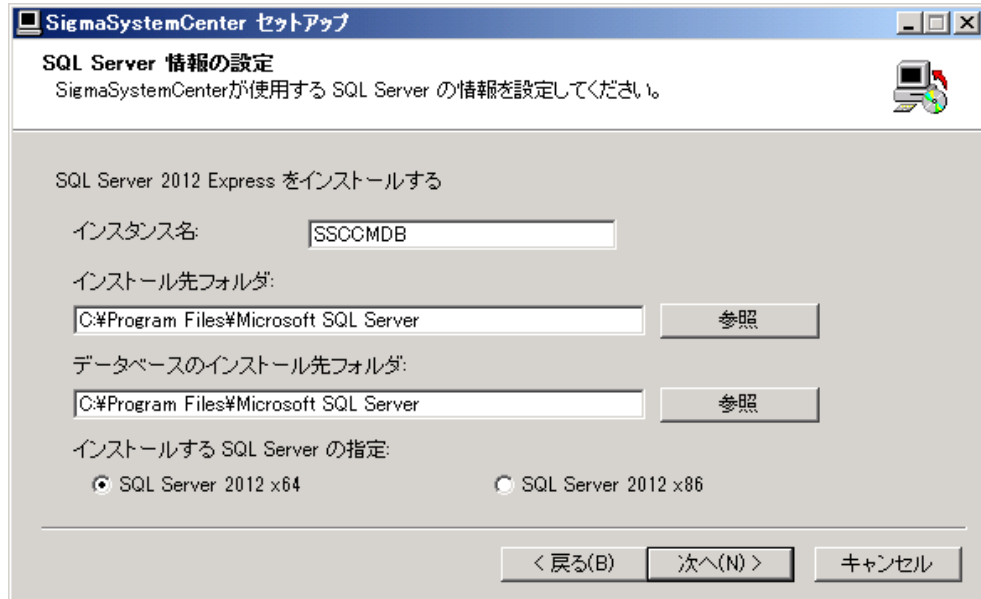 SigmaSystemCenter セットアップ
SQL Server 情報の設定
SigmaSystemCenterが使用する SQL Server の情報を設定してください。
SQL Server 2012 Express をインストールする
インスタンス名: SSCCMDB
インストール先フォルダ:
C:¥Program Files¥Microsoft SQL Server 参照
データベースのインストール先フォルダ:
C:¥Program Files¥Microsoft SQL Server 参照
インストールする SQL Server の指定:
SQL Server 2012 x64 SQL Server 2012 x86
< 戻る(B) 次へ(N) > キャンセル